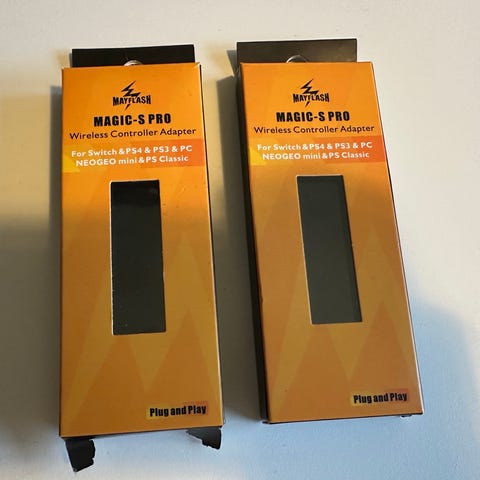 MAYFLASH
MAGIC-S PRO
Wireless Controller Adapter
For Switch & PS4 & PS3 & PC
NEOGEO mini & PS Classic
Plug and Play
MAYFLASH
MAGIC-S PRO
Wireless Controller Adapter
For Switch & PS4 & PS3 & PC
NEOGEO mini & PS Classic
Plug and Play